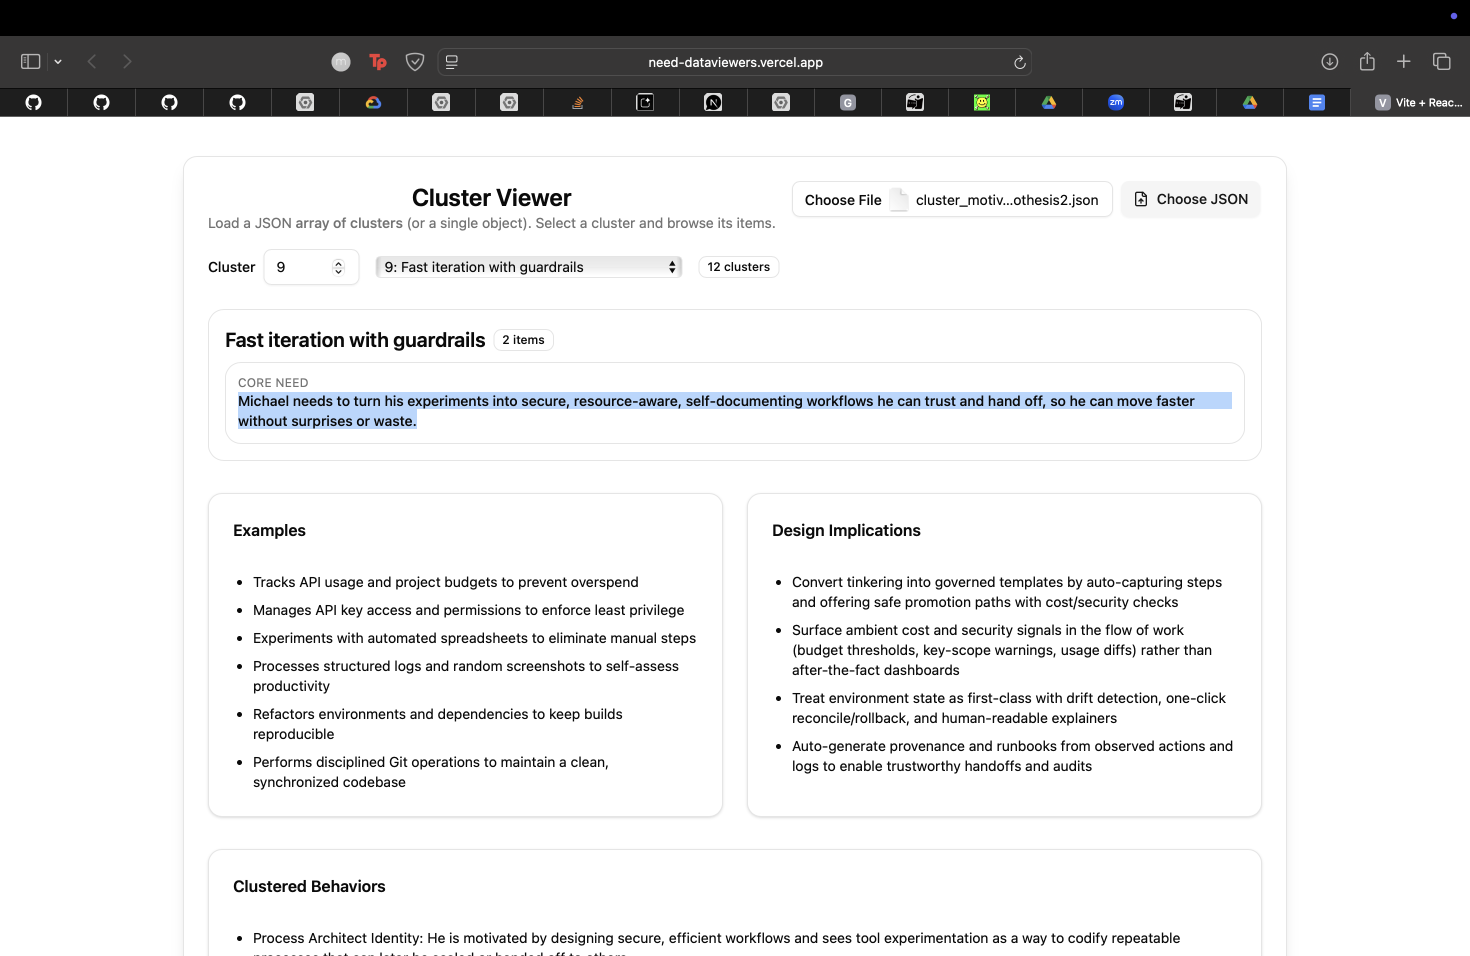 need-dataviewers.vercel.app
Vite + Reac...
Cluster Viewer
Load a JSON array of clusters (or a single object). Select a cluster and browse its items.
Choose File cluster_motiv...othesis2.json
Choose JSON
Cluster 9 9: Fast iteration with guardrails 12 clusters
Fast iteration with guardrails 2 items
CORE NEED
Michael needs to turn his experiments into secure, resource-aware, self-documenting workflows he can trust and hand off, so he can move faster
without surprises or waste.
Examples
• Tracks API usage and project budgets to prevent overspend
• Manages API key access and permissions to enforce least privilege
• Experiments with automated spreadsheets to eliminate manual steps
• Processes structured logs and random screenshots to self-assess
productivity
• Refactors environments and dependencies to keep builds
reproducible
• Performs disciplined Git operations to maintain a clean,
synchronized codebase
Design Implications
• Convert tinkering into governed templates by auto-capturing steps
and offering safe promotion paths with cost/security checks
• Surface ambient cost and security signals in the flow of work
(budget thresholds, key-scope warnings, usage diffs) rather than
after-the-fact dashboards
• Treat environment state as first-class with drift detection, one-click
reconcile/rollback, and human-readable explainers
• Auto-generate provenance and runbooks from observed actions and
logs to enable trustworthy handoffs and audits
Clustered Behaviors
• Process Architect Identity: He is motivated by designing secure, efficient workflows and sees tool experimentation as a way to codify repeatable